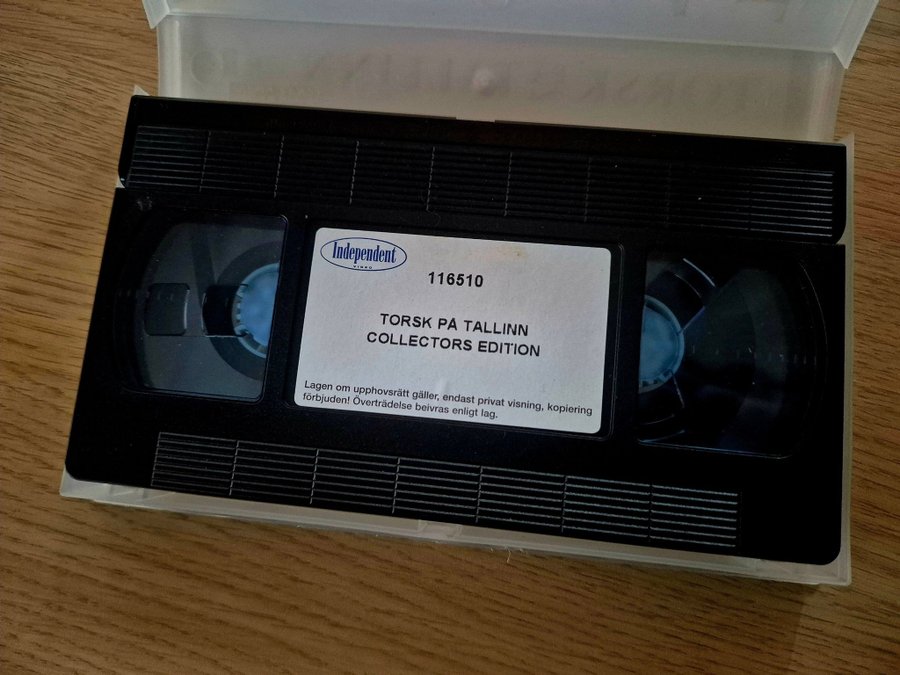 Independent
VIDEO
116510
TORSK PÅ TALLINN
COLLECTORS EDITION
Lagen om upphovsrätt gäller, endast privat visning, kopiering
förbjuden! Överträdelse beivras enligt lag.